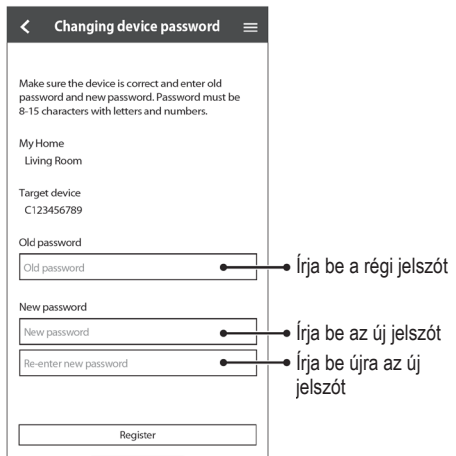 Changing device password
Make sure the device is correct and enter old
password and new password. Password must be
8-15 characters with letters and numbers.
My Home
Living Room
Target device
C123456789
Old password
Old password
Írja be a régi jelszót
New password
New password
Írja be az új jelszót
Re-enter new password
Írja be újra az új
jelszót
Register